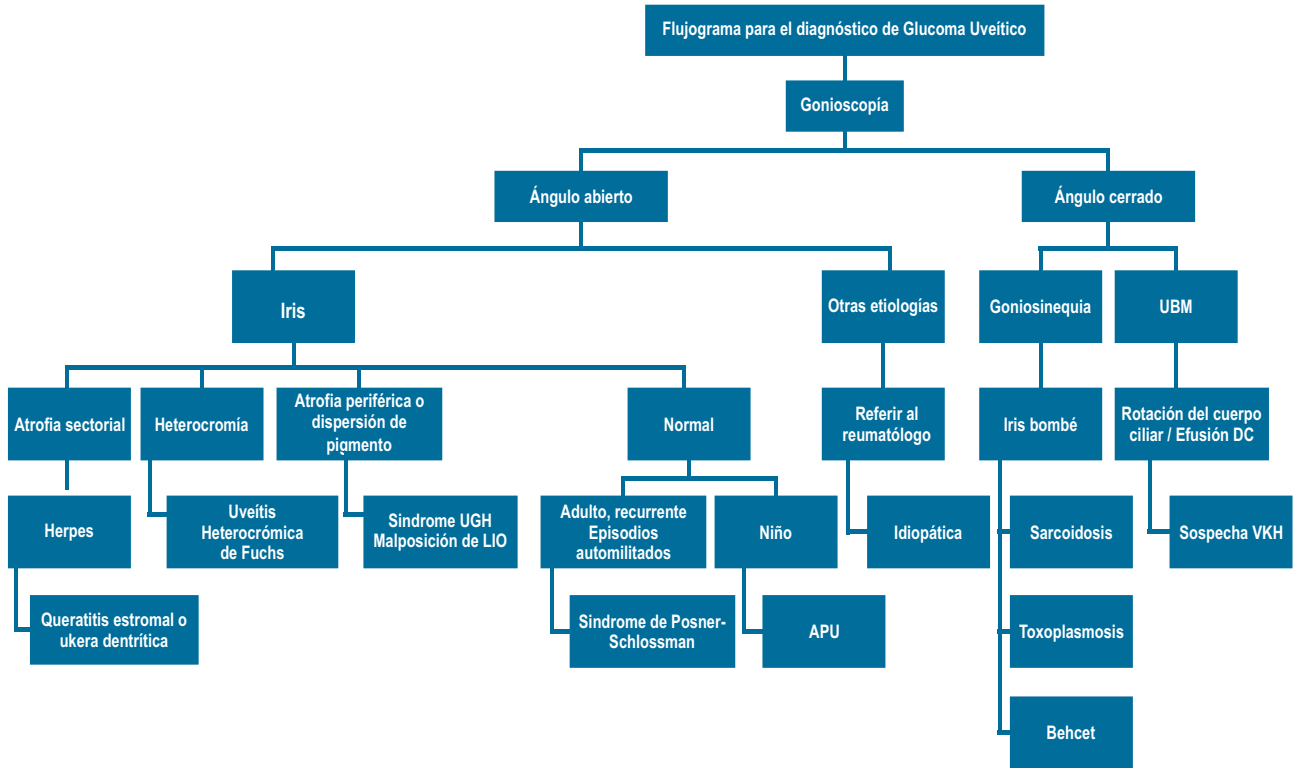 Flujograma para el diagnóstico de Glucoma Uveítico
Gonioscopía
Ángulo abierto
Ángulo cerrado
Iris
Otras etiologías
Goniosinequia
UBM
Atrofia sectorial
Heterocromía
Atrofia periférica o
dispersión de
pigmento
Normal
Referir al
reumatólogo
Iris bombé
Rotación del cuerpo
ciliar / Efusión DC
Herpes
Uveítis
Heterocrómica
de Fuchs
Sindrome UGH
Malposición de LIO
Adulto, recurrente
Episodios
automilitados
Niño
Idiopática
Sarcoidosis
Sospecha VKH
Queratitis estromal o
ukera dentrítica
Sindrome de Posner-
Schlossman
APU
Toxoplasmosis
Behcet